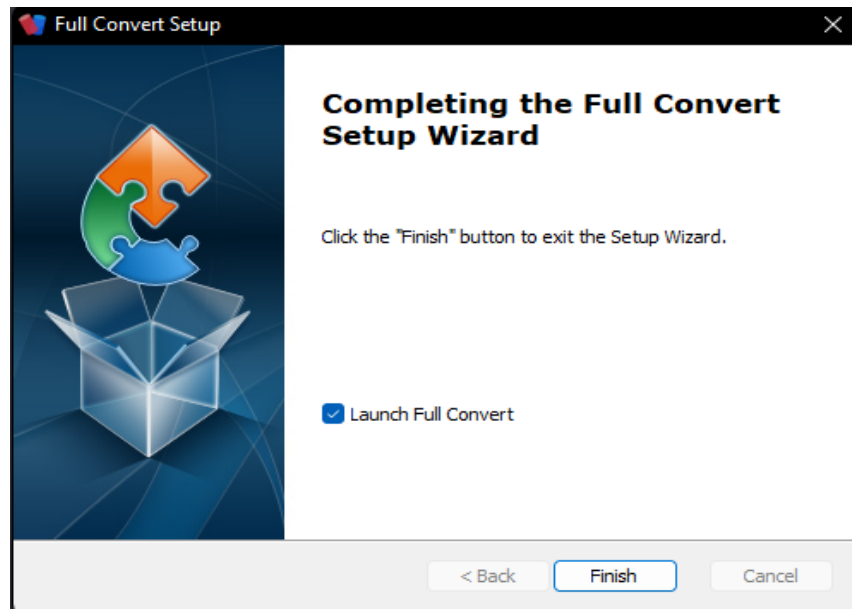 Full Convert Setup
Completing the Full Convert
Setup Wizard
Click the "Finish" button to exit the Setup Wizard.
Launch Full Convert
< Back
Finish
Cancel